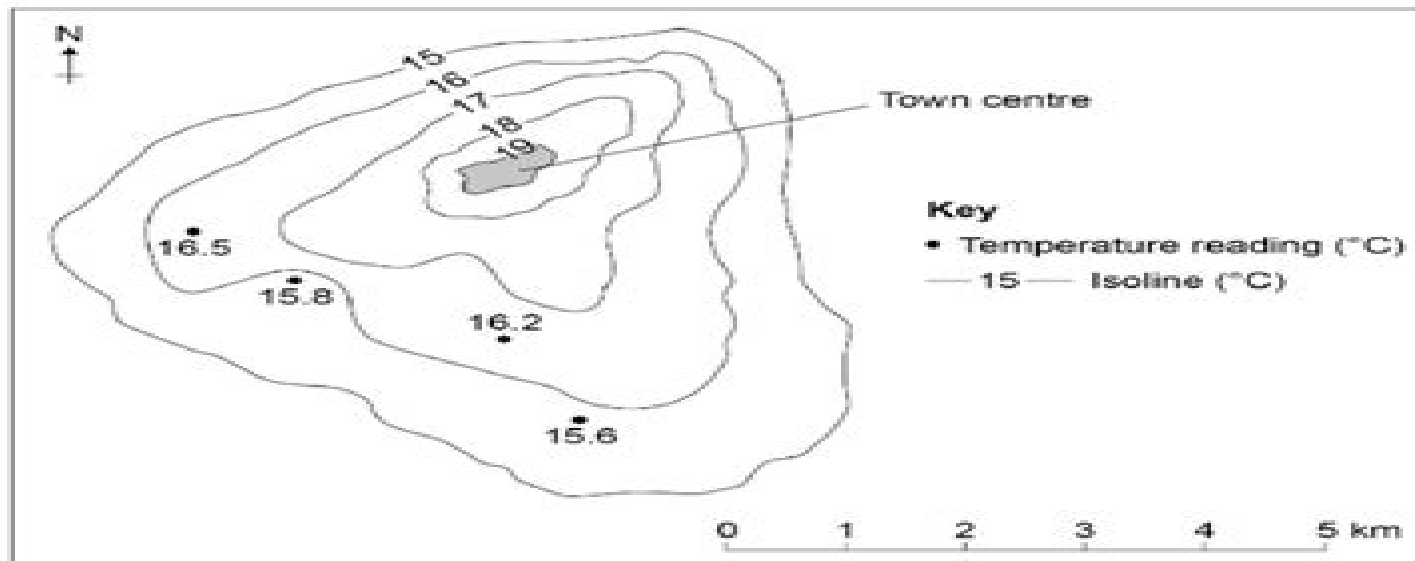 N
15
16
17
18
19
Town centre
Key
• Temperature reading (°C)
— 15 — Isoline (°C)
16.5
15.8
16.2
15.6
0 1 2 3 4 5 km